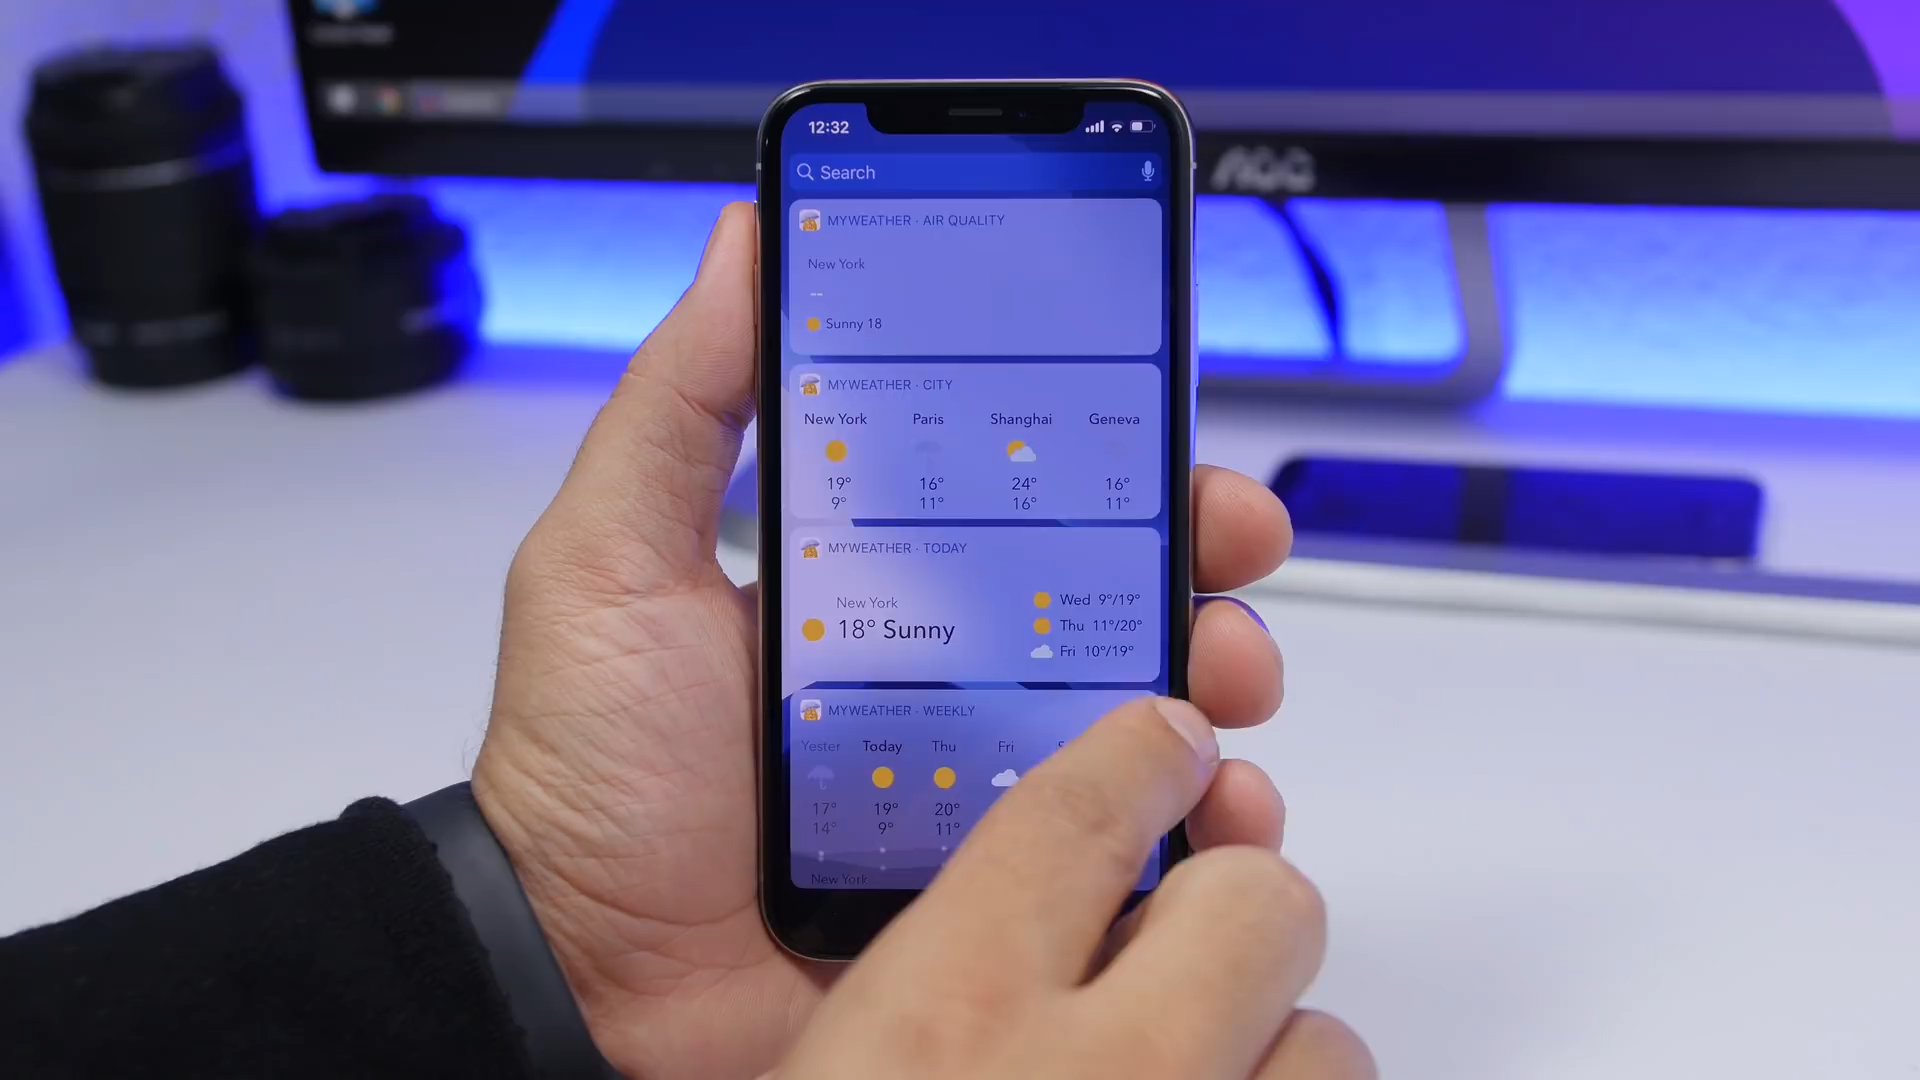 12:32
Search
MYWEATHER - AIR QUALITY
New York
--
Sunny 18
MYWEATHER - CITY
New York Paris Shanghai Geneva
19° 16° 24° 16°
9° 11° 16° 11°
MYWEATHER - TODAY
New York
18° Sunny
Wed 9°/19°
Thu 11°/20°
Fri 10°/19°
MYWEATHER - WEEKLY
Yester Today Thu Fri
17° 19° 20°
14° 9° 11°
New York
AOC